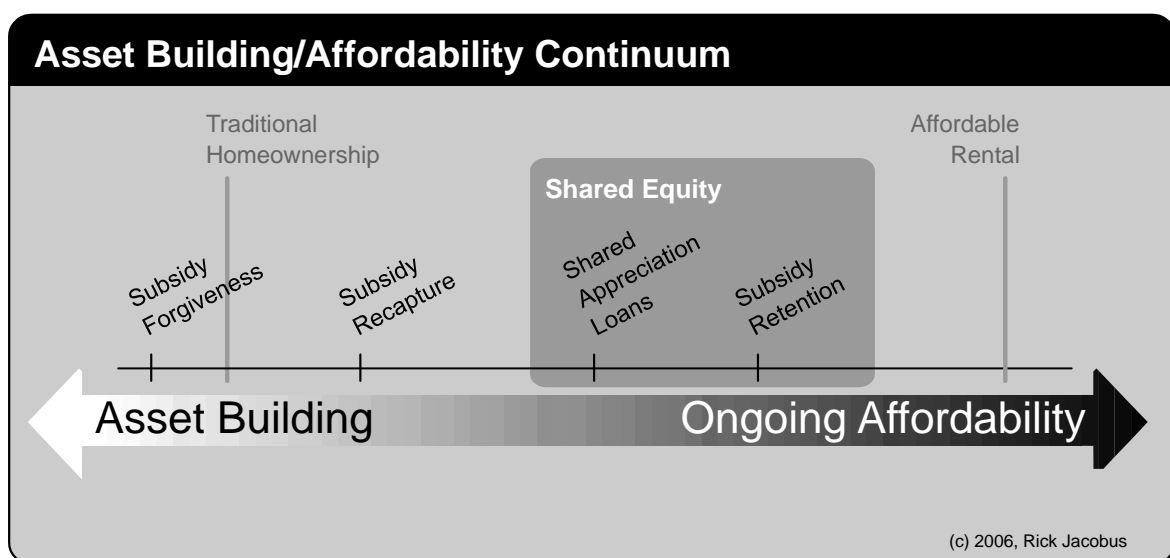 Asset Building/Affordability Continuum
Traditional
Homeownership
Affordable
Rental
Shared Equity
Subsidy
Forgiveness
Subsidy
Recapture
Shared
Appreciation
Loans
Subsidy
Retention
Asset Building
Ongoing Affordability
(c) 2006, Rick Jacobus